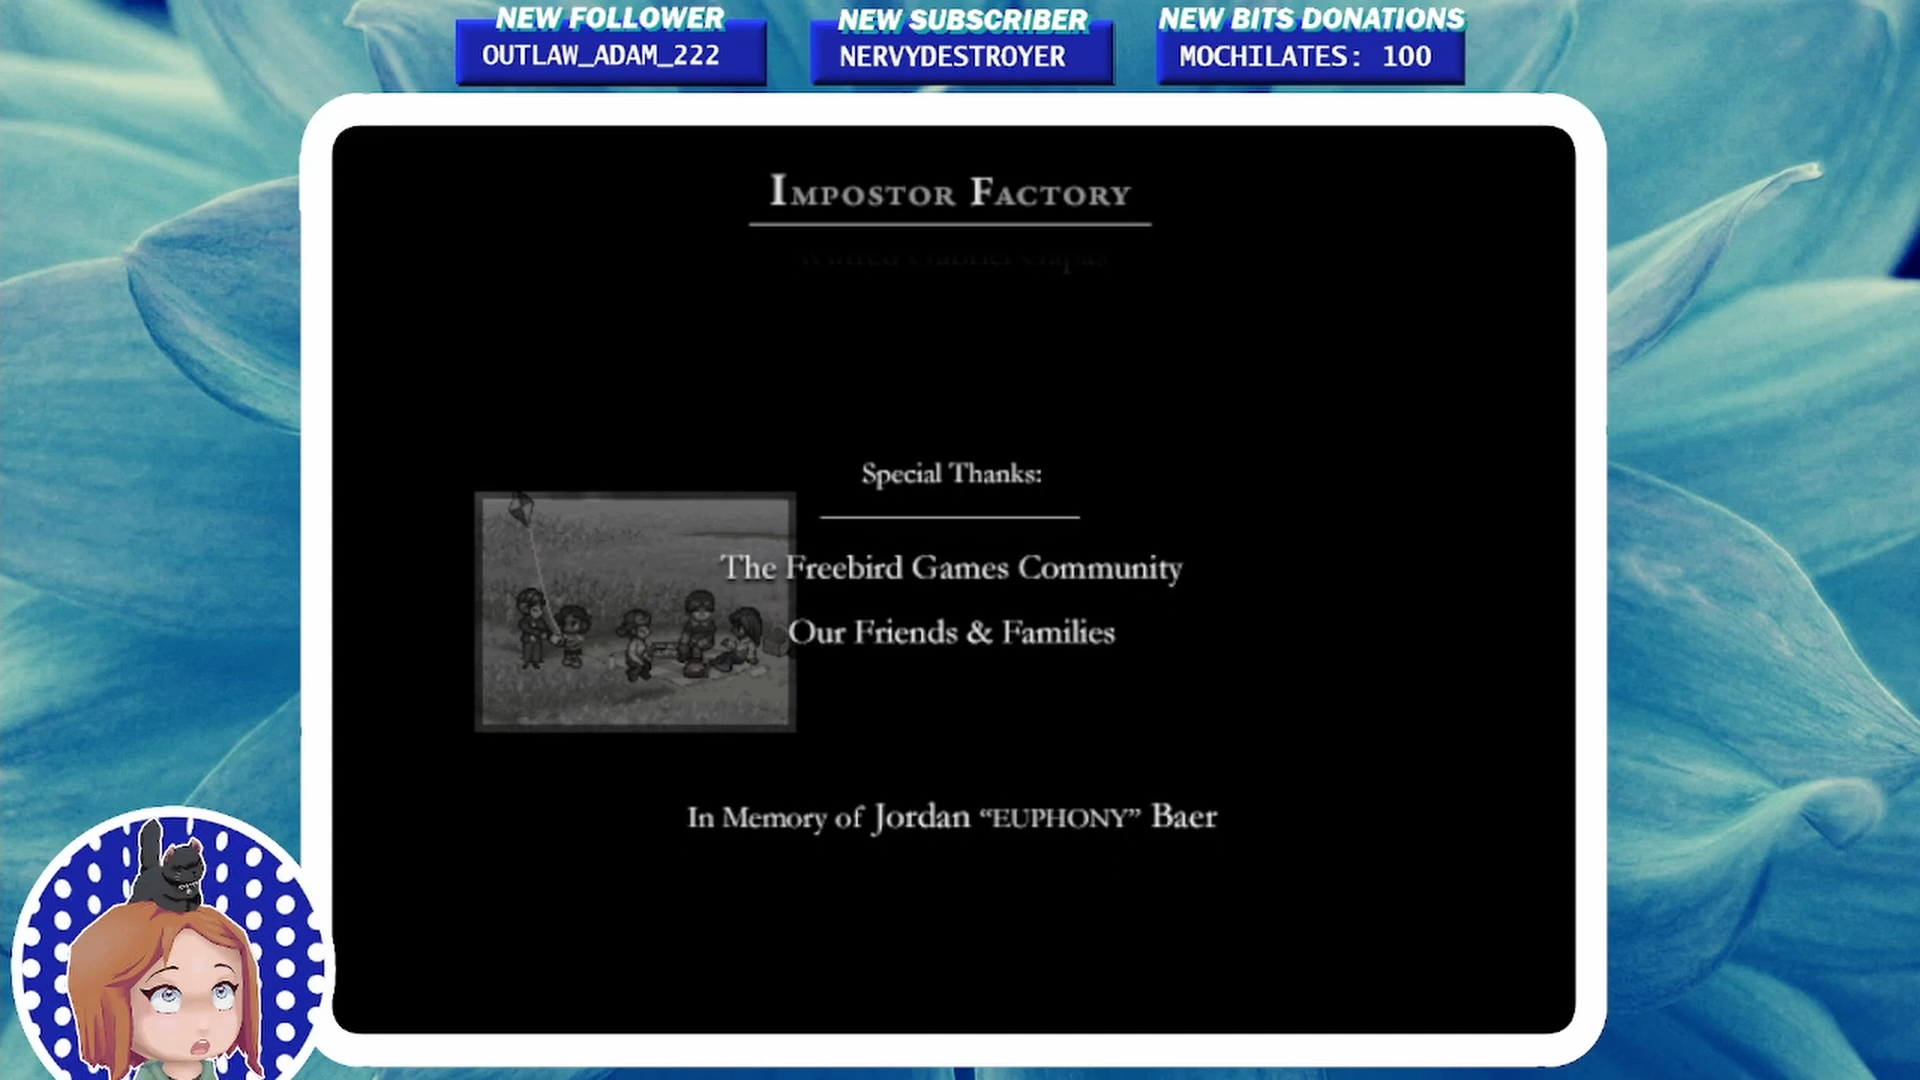 NEW FOLLOWER
OUTLAW_ADAM_222
NEW SUBSCRIBER
NERVYDESTROYER
NEW BITS DONATIONS
MOCHILATES: 100
IMPOSTOR FACTORY
Special Thanks:
The Freebird Games Community
Our Friends & Families
In Memory of Jordan “EUPHONY” Baer